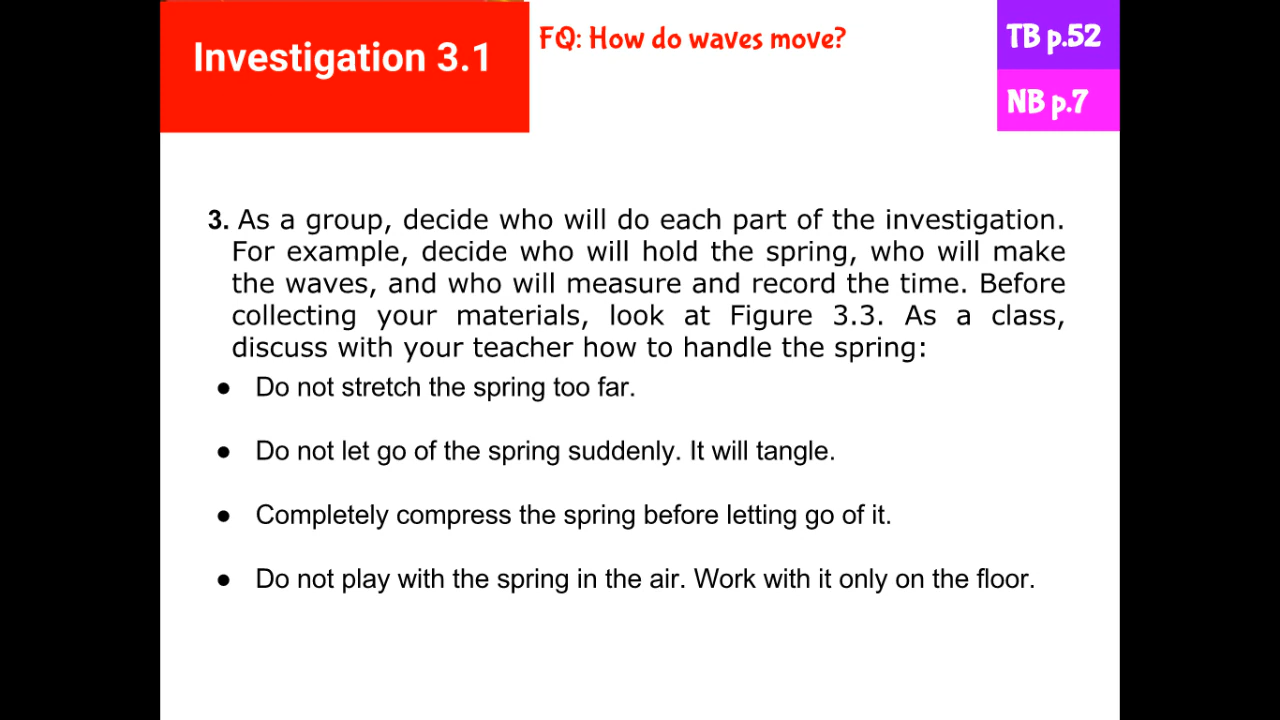 Investigation 3.1
FQ: How do waves move?
TB p.52
NB p.7
3. As a group, decide who will do each part of the investigation.
For example, decide who will hold the spring, who will make
the waves, and who will measure and record the time. Before
collecting your materials, look at Figure 3.3. As a class,
discuss with your teacher how to handle the spring:
● Do not stretch the spring too far.
● Do not let go of the spring suddenly. It will tangle.
● Completely compress the spring before letting go of it.
● Do not play with the spring in the air. Work with it only on the floor.